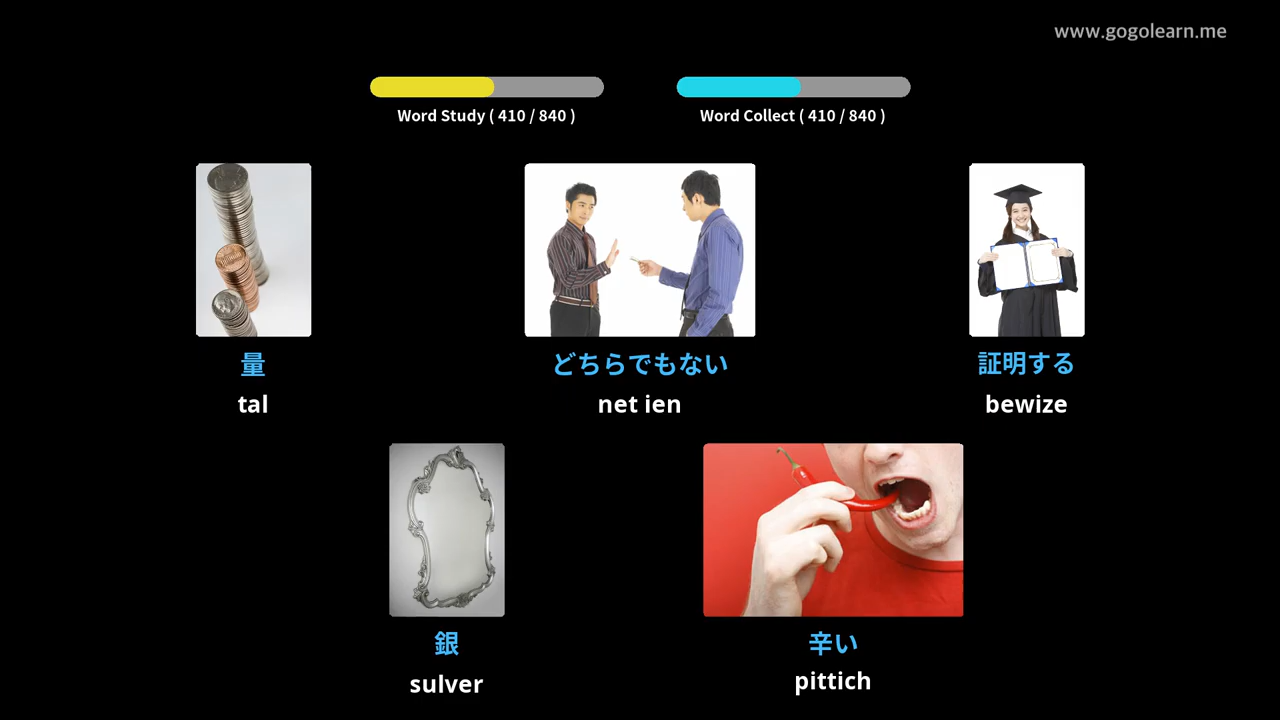 www.gogolearn.me
Word Study ( 410 / 840 )
Word Collect ( 410 / 840 )
量
どちらでもない
証明する
tal
net ien
bewize
銀
辛い
sulver
pittich